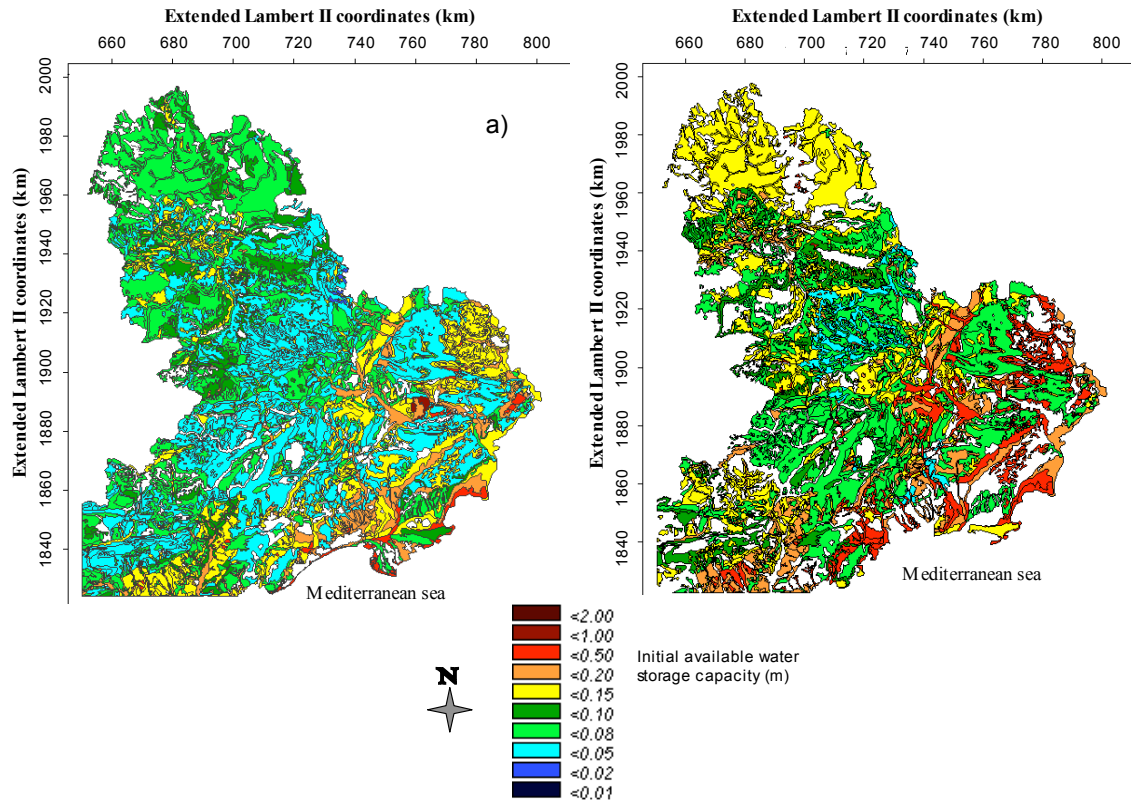 Extended Lambert II coordinates (km)
660 680 700 720 740 760 780 800
Extended Lambert II coordinates (km)
2000
1980
1960
1940
1920
1900
1880
1860
1840
a)
Mediterranean sea
Extended Lambert II coordinates (km)
660 680 700 720 740 760 780 800
Extended Lambert II coordinates (km)
2000
1980
1960
1940
1920
1900
1880
1860
1840
Mediterranean sea
N
<2.00
<1.00
<0.50
<0.20
<0.15
<0.10
<0.08
<0.05
<0.02
<0.01
Initial available water
storage capacity (m)